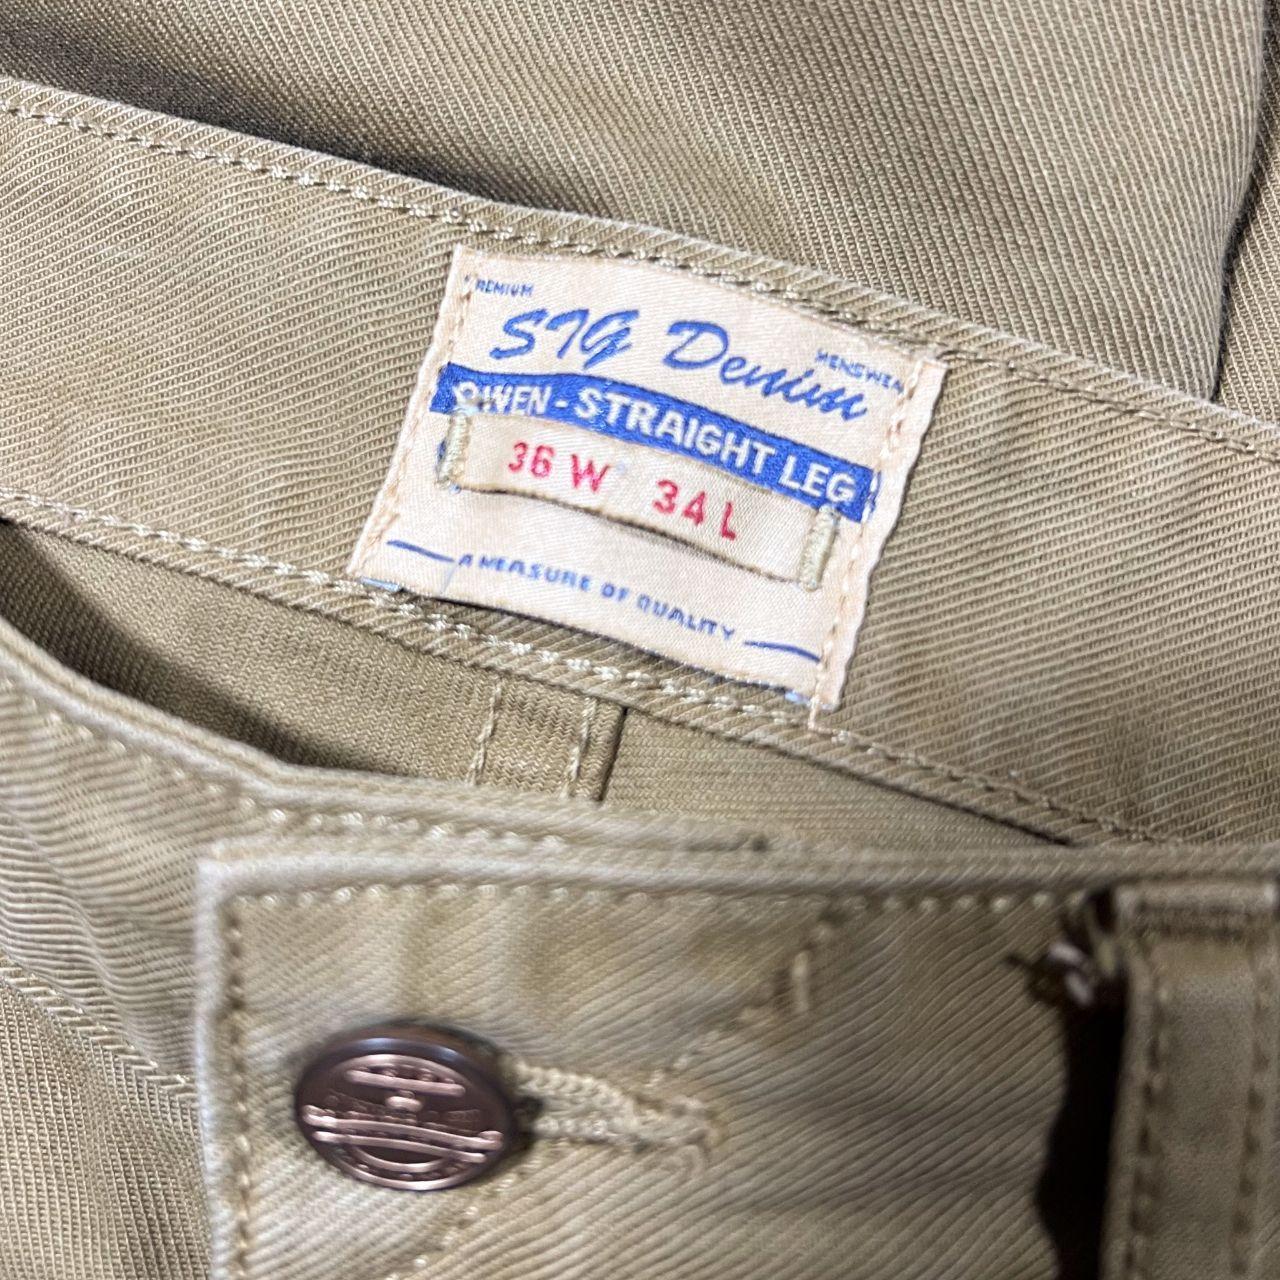 PREMIUM
STG Denim
MENSWEAR
OWEN - STRAIGHT LEG
36 W 34 L
A MEASURE OF QUALITY